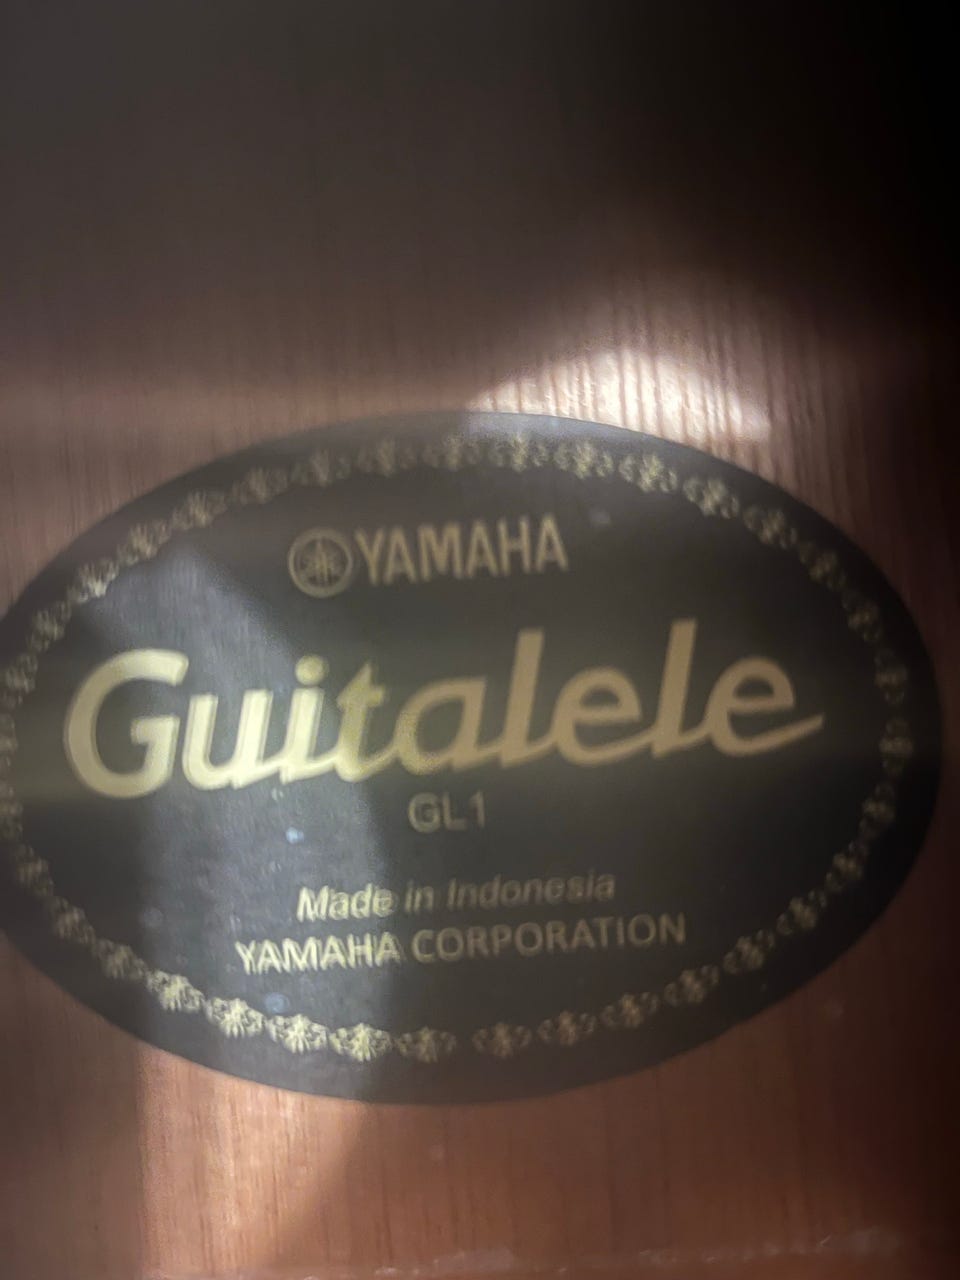 YAMAHA
Guitalele
GL1
Made in Indonesia
YAMAHA CORPORATION